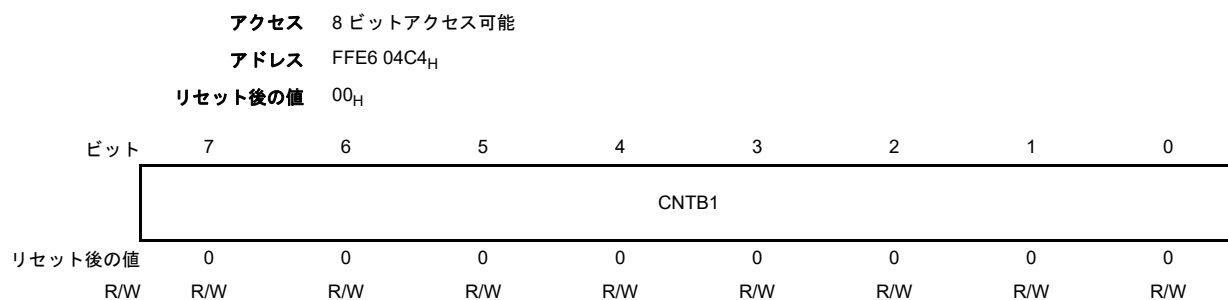 アクセス 8 ビットアクセス可能
アドレス FFE6 04C4H
リセット後の値 00H
ビット 7 6 5 4 3 2 1 0
CNTB1
リセット後の値 0 0 0 0 0 0 0 0
R/W R/W R/W R/W R/W R/W R/W R/W R/W